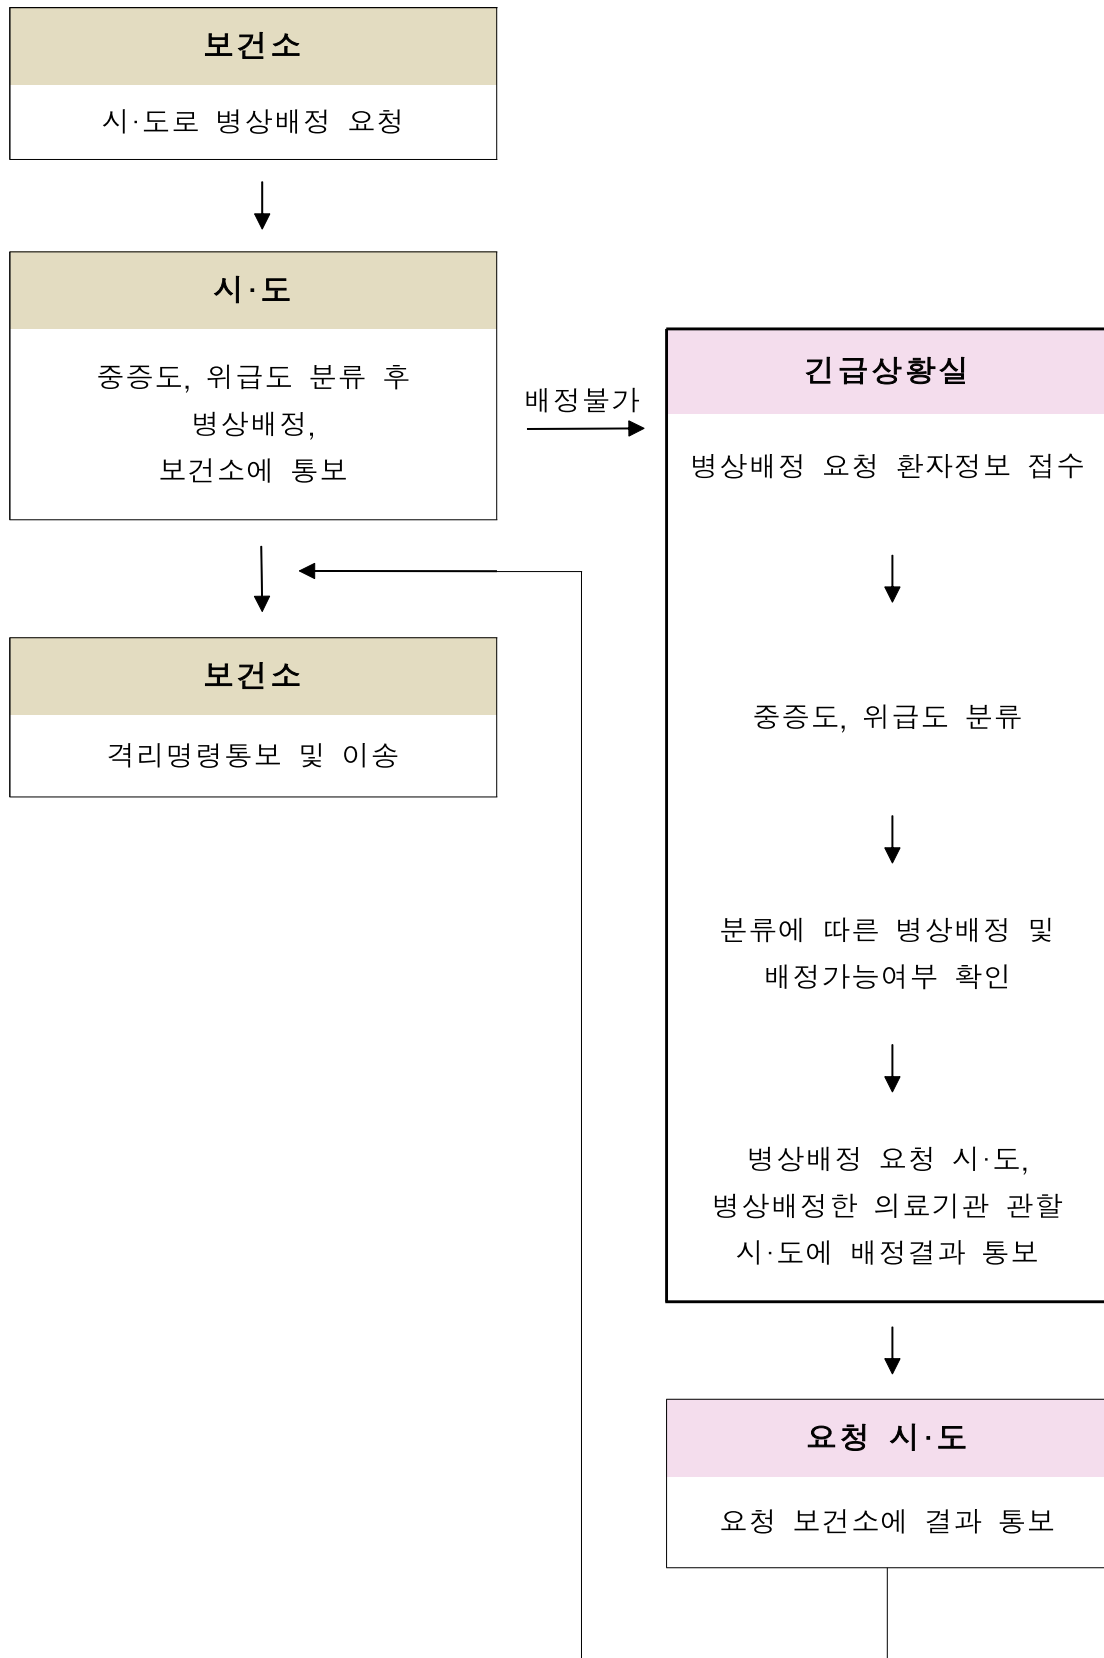 보건소
시·도로 병상배정 요청
시·도
중증도, 위급도 분류 후
병상배정,
보건소에 통보
배정불가
보건소
격리명령통보 및 이송
긴급상황실
병상배정 요청 환자정보 접수
중증도, 위급도 분류
분류에 따른 병상배정 및
배정가능여부 확인
병상배정 요청 시·도,
병상배정한 의료기관 관할
시·도에 배정결과 통보
요청 시·도
요청 보건소에 결과 통보